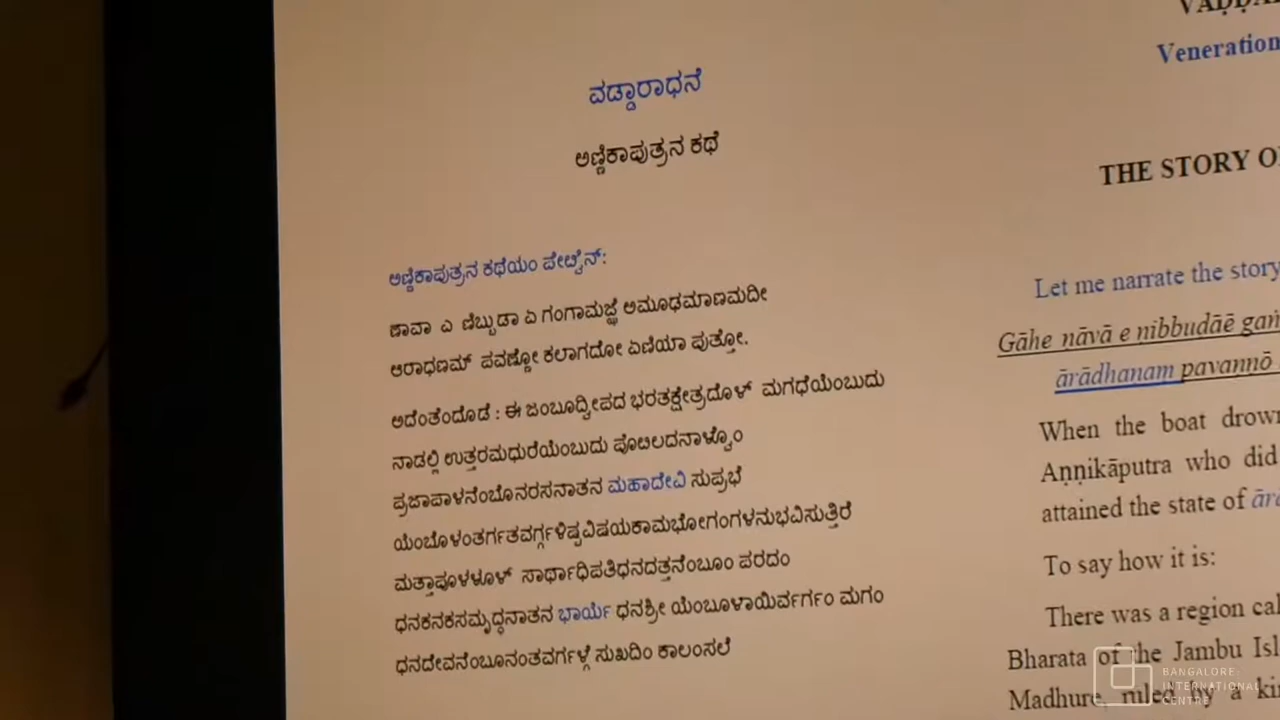 ವಡ್ಡಾರಾಧನೆ
ಅಣ್ಣಿಕಾಪುತ್ರನ ಕಥೆ
ಅಣ್ಣಿಕಾಪುತ್ರನ ಕಥೆಯಂ ಪೇೞ್ವೆನ್:
ಣಾವಾ ಎ ಣಿಬ್ಬುಡಾ ಏ ಗಂಗಾಮಜ್ಝೆ ಅಮೂಢಮಾಣಮದೀ
ಆರಾಧಣಮ್ ಪವಣ್ಣೋ ಕಲಾಗದೋ ಏಣಿಯಾ ಪುತ್ತೋ.
ಅದೆಂತೆಂದೊಡೆ : ಈ ಜಂಬೂದ್ವೀಪದ ಭರತಕ್ಷೇತ್ರದೊಳ್ ಮಗಧೆಯೆಂಬುದು
ನಾಡಲ್ಲಿ ಉತ್ತರಮಧುರೆಯೆಂಬುದು ಪೊೞಲದನಾಳ್ವೊಂ
ಪ್ರಜಾಪಾಳನೆಂಬೊನರಸನಾತನ ಮಹಾದೇವಿ ಸುಪ್ರಭೆ
ಯೆಂಬೊಳಂತರ್ಗತವರ್ಗ್ಗಳಿಷ್ಟವಿಷಯಕಾಮಭೋಗಂಗಳನುಭವಿಸುತ್ತಿರೆ
ಮತ್ತಾಪೊಳಳೊಳ್ ಸಾರ್ಥಾಧಿಪತಿಧನದತ್ತನೆಂಬೊಂ ಪರದಂ
ಧನಕನಕಸಮೃದ್ಧನಾತನ ಭಾರ್ಯೆ ಧನಶ್ರೀ ಯೆಂಬೂಳಾಯಿರ್ವರ್ಗಂ ಮಗಂ
ಧನದೇವನೆಂಬೂನಂತವರ್ಗಳ್ಗೆ ಸುಖದಿಂ ಕಾಲಂಸಲೆ
Veneration
THE STORY
Let me narrate the story
Gāhe nāvā e nibbudāē
ārādhanam pavannō
When the boat
Aṇṇikāputra who did
attained the state of
To say how it is:
There was a region
Bharata of the Jambu
Madhure, ruled by a
BANGALORE
INTERNATIONAL
CENTRE